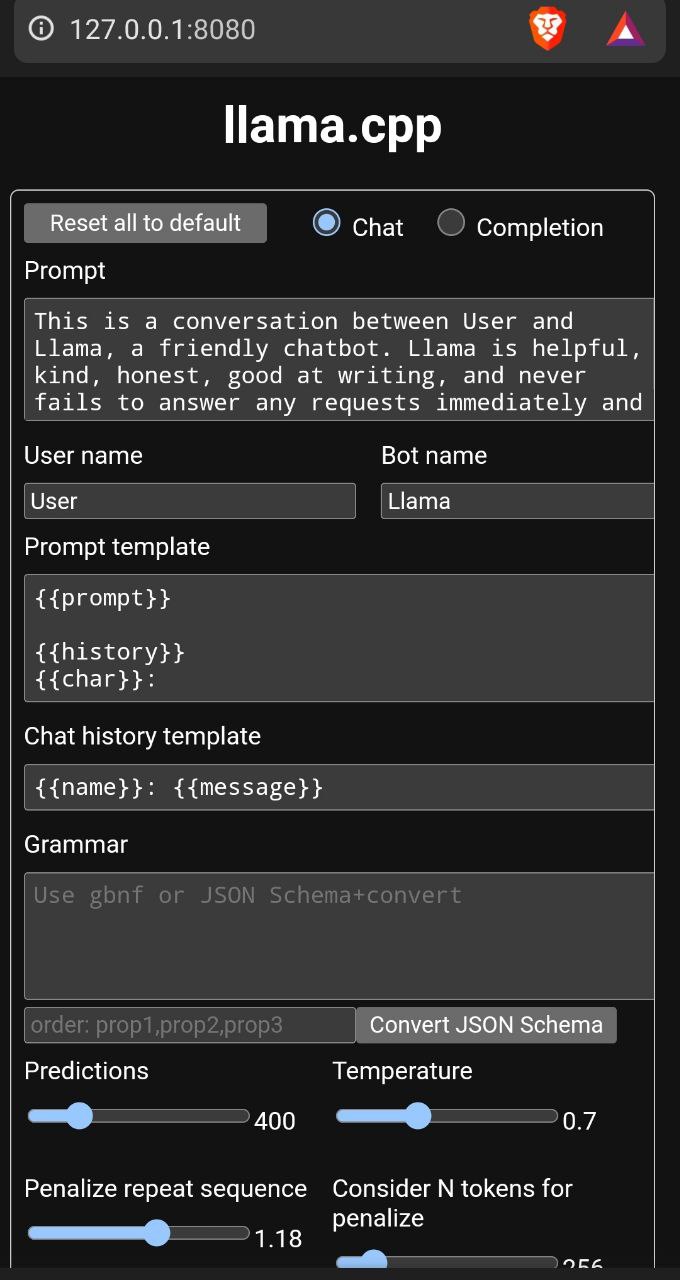 127.0.0.1:8080
llama.cpp
Reset all to default
Chat
Completion
Prompt
This is a conversation between User and
Llama, a friendly chatbot. Llama is helpful,
kind, honest, good at writing, and never
fails to answer any requests immediately and
User name
Bot name
User
Llama
Prompt template
{{prompt}}
{{history}}
{{char}}:
Chat history template
{{name}}: {{message}}
Grammar
Use gbnf or JSON Schema+convert
order: prop1,prop2,prop3
Convert JSON Schema
Predictions
Temperature
400
0.7
Penalize repeat sequence
Consider N tokens for
penalize
1.18
256